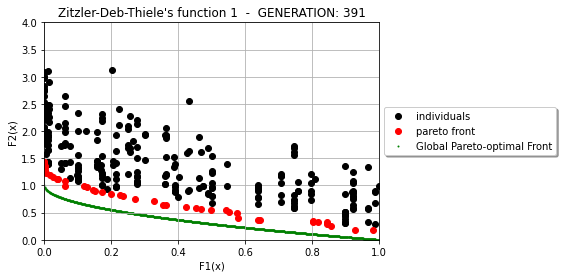 Zitzler-Deb-Thiele's function 1 - GENERATION: 391
4.0
3.5
3.0
2.5
2.0
1.5
1.0
0.5
0.0
F2(x)
0.0 0.2 0.4 0.6 0.8 1.0
F1(x)
individuals
pareto front
Global Pareto-optimal Front